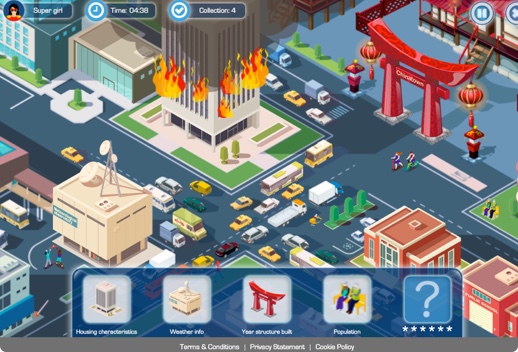 Super girl
Time: 04:38
Collection: 4
Chinatown
Housing characteristics
Weather info
Year structure built
Population
?
******
Terms & Conditions | Privacy Statement | Cookie Policy